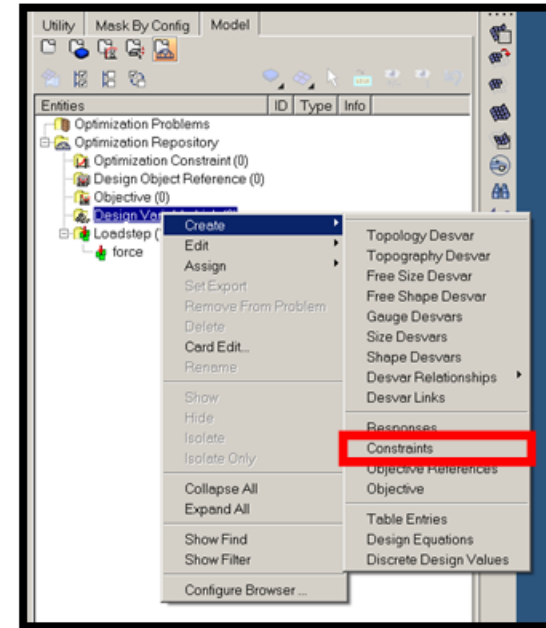 Utility Mask By Config Model
Entities ID Type Info
Optimization Problems
Optimization Repository
Optimization Constraint (0)
Design Object Reference (0)
Objective (0)
Loadstep (
force
Create
Edit
Assign
Set Export
Remove From Problem
Delete
Card Edit...
Rename
Show
Hide
Isolate
Isolate Only
Collapse All
Expand All
Show Find
Show Filter
Configure Browser ...
Topology Desvar
Topography Desvar
Free Size Desvar
Free Shape Desvar
Gauge Desvars
Size Desvars
Shape Desvars
Desvar Relationships
Desvar Links
Responses
Constraints
Objective References
Objective
Table Entries
Design Equations
Discrete Design Values